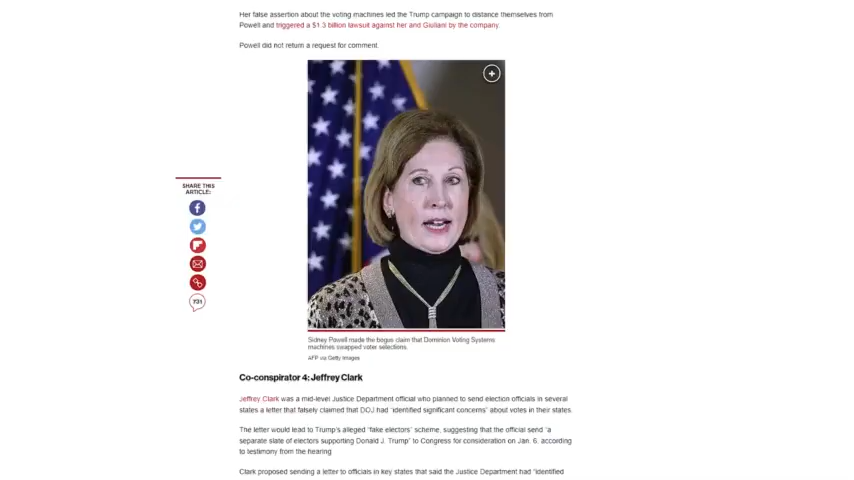 Her false assertion about the voting machines led the Trump campaign to distance themselves from
Powell and triggered a $1.3 billion lawsuit against her and Giuliani by the company.
Powell did not return a request for comment.
SHARE THIS
ARTICLE:
731
Sidney Powell made the bogus claim that Dominion Voting Systems
machines swapped voter selections.
AFP via Getty Images
Co-conspirator 4: Jeffrey Clark
Jeffrey Clark was a mid-level Justice Department official who planned to send election officials in several
states a letter that falsely claimed that DOJ had “identified significant concerns” about votes in their states.
The letter would lead to Trump’s alleged “fake electors” scheme, suggesting that the official send “a
separate slate of electors supporting Donald J. Trump” to Congress for consideration on Jan. 6, according
to testimony from the hearing
Clark proposed sending a letter to officials in key states that said the Justice Department had “identified